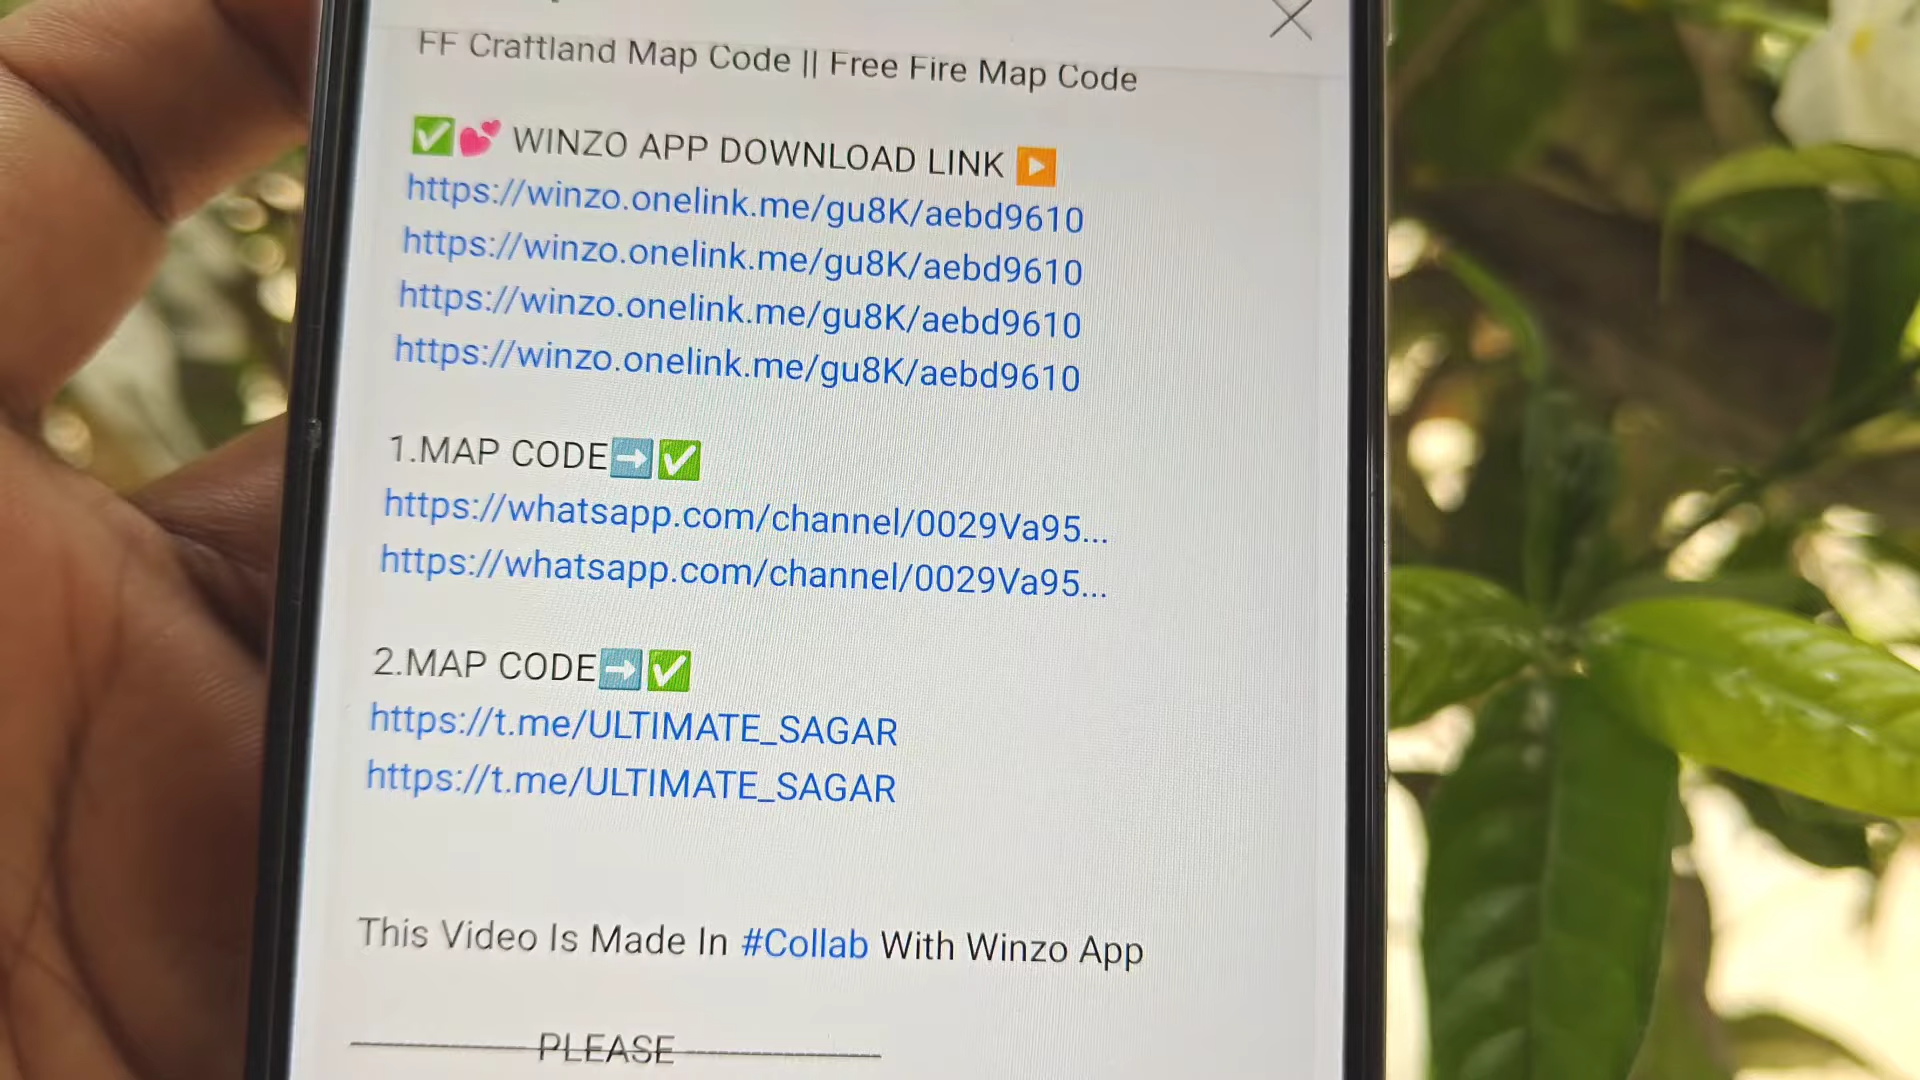 FF Craftland Map Code || Free Fire Map Code
✅💕 WINZO APP DOWNLOAD LINK ▶️
https://winzo.onelink.me/gu8K/aebd9610
https://winzo.onelink.me/gu8K/aebd9610
https://winzo.onelink.me/gu8K/aebd9610
https://winzo.onelink.me/gu8K/aebd9610
1.MAP CODE➡️✅
https://whatsapp.com/channel/0029Va95...
https://whatsapp.com/channel/0029Va95...
2.MAP CODE➡️✅
https://t.me/ULTIMATE_SAGAR
https://t.me/ULTIMATE_SAGAR
This Video Is Made In #Collab With Winzo App
PLEASE